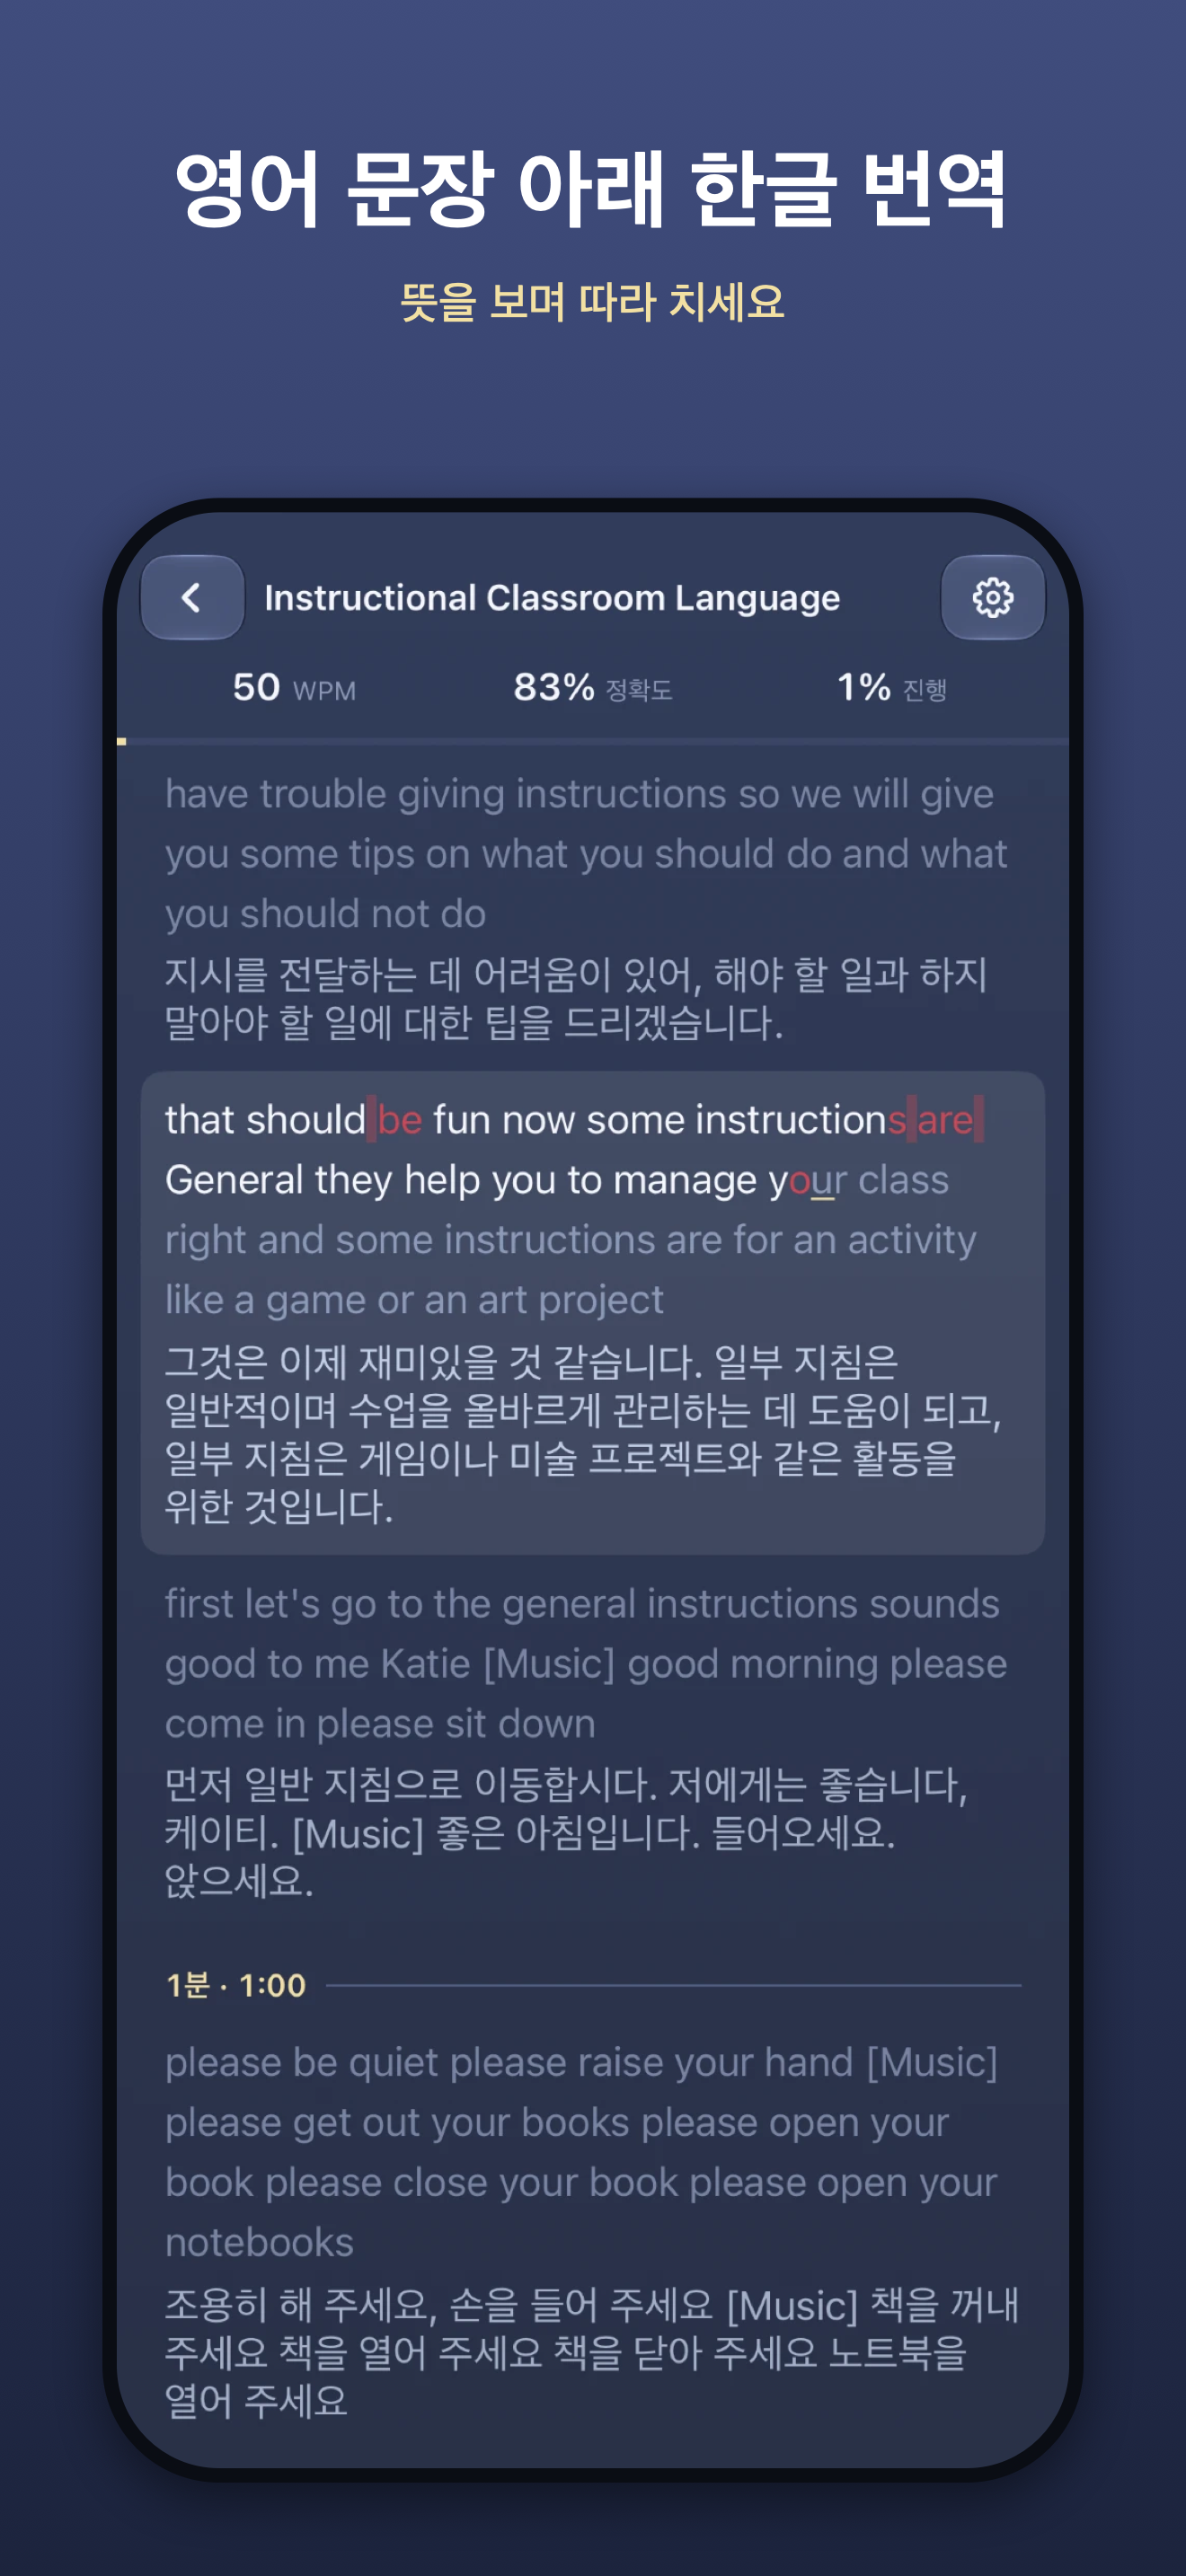 영어 문장 아래 한글 번역
뜻을 보며 따라 치세요
Instructional Classroom Language
50 WPM 83% 정확도 1% 진행
have trouble giving instructions so we will give
you some tips on what you should do and what
you should not do
지시를 전달하는 데 어려움이 있어, 해야 할 일과 하지
말아야 할 일에 대한 팁을 드리겠습니다.
that should be fun now some instructions are
General they help you to manage your class
right and some instructions are for an activity
like a game or an art project
그것은 이제 재미있을 것 같습니다. 일부 지침은
일반적이며 수업을 올바르게 관리하는 데 도움이 되고,
일부 지침은 게임이나 미술 프로젝트와 같은 활동을
위한 것입니다.
first let's go to the general instructions sounds
good to me Katie [Music] good morning please
come in please sit down
먼저 일반 지침으로 이동합시다. 저에게는 좋습니다,
케이티. [Music] 좋은 아침입니다. 들어오세요.
앉으세요.
1분 · 1:00
please be quiet please raise your hand [Music]
please get out your books please open your
book please close your book please open your
notebooks
조용히 해 주세요, 손을 들어 주세요 [Music] 책을 꺼내
주세요 책을 열어 주세요 책을 닫아 주세요 노트북을
열어 주세요